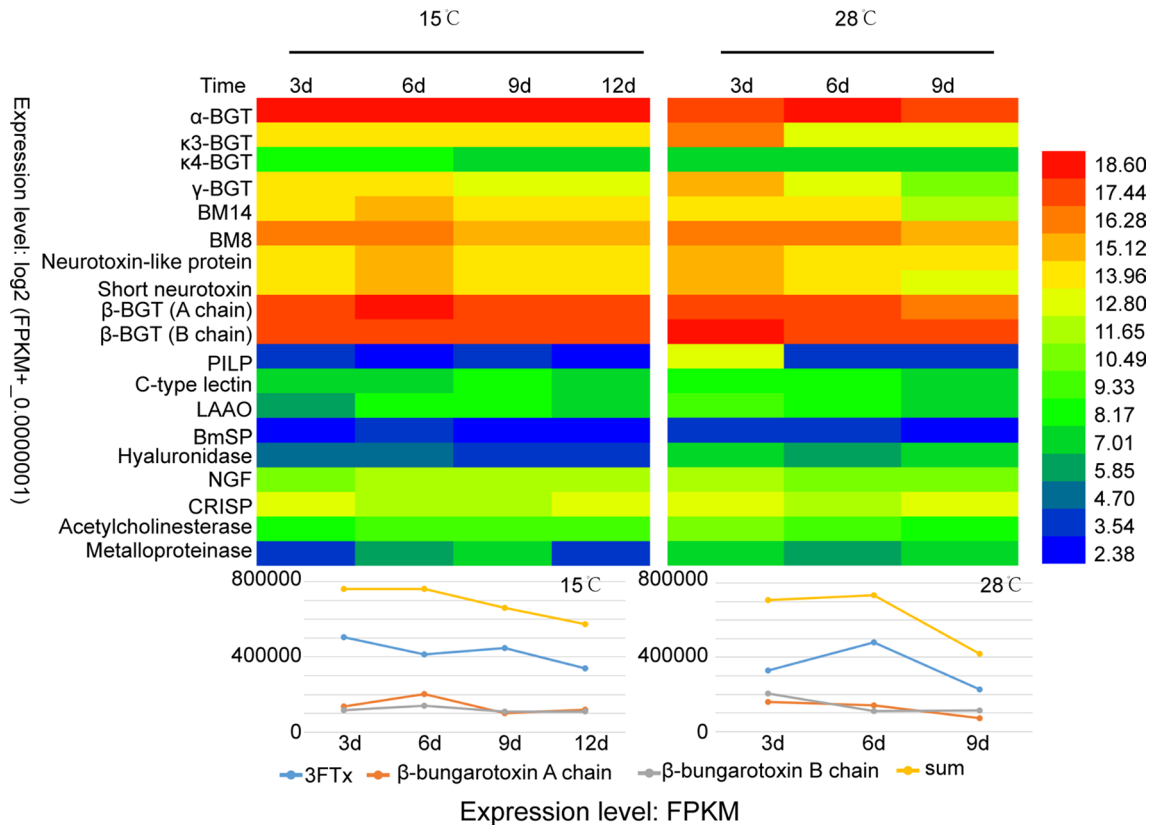 15℃ 28℃
Time 3d 6d 9d 12d 3d 6d 9d
Expression level: log2 (FPKM+_0.0000001)
α-BGT
κ3-BGT
κ4-BGT
γ-BGT
BM14
BM8
Neurotoxin-like protein
Short neurotoxin
β-BGT (A chain)
β-BGT (B chain)
PILP
C-type lectin
LAAO
BmSP
Hyaluronidase
NGF
CRISP
Acetylcholinesterase
Metalloproteinase
18.60
17.44
16.28
15.12
13.96
12.80
11.65
10.49
9.33
8.17
7.01
5.85
4.70
3.54
2.38
800000 15℃ 800000 28℃
400000 400000
0 0
3d 6d 9d 12d 3d 6d 9d
3FTx β-bungarotoxin A chain β-bungarotoxin B chain sum
Expression level: FPKM